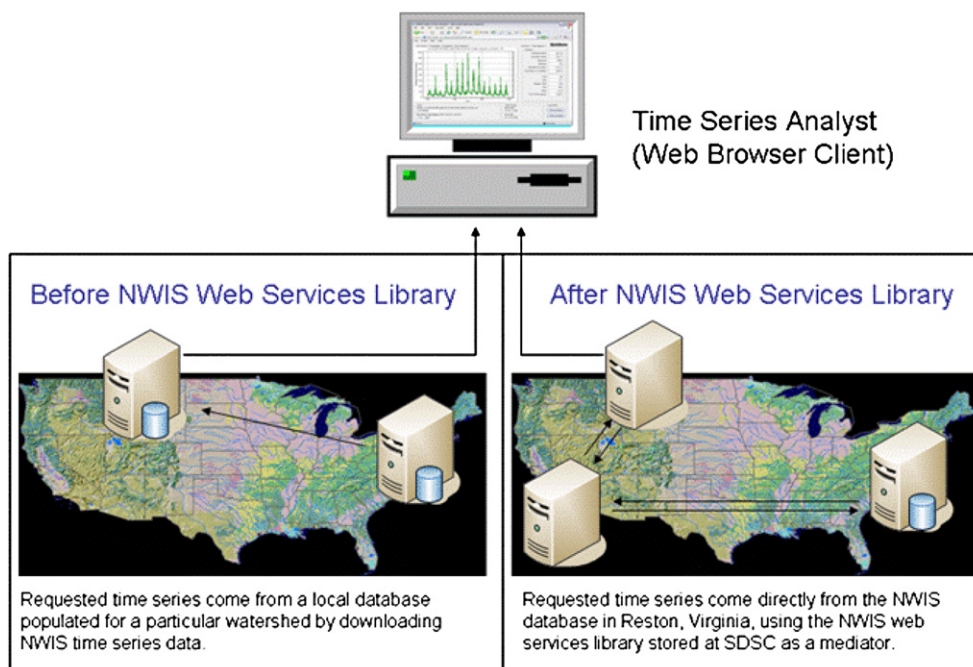 Time Series Analyst
(Web Browser Client)
Before NWIS Web Services Library
Requested time series come from a local database
populated for a particular watershed by downloading
NWIS time series data.
After NWIS Web Services Library
Requested time series come directly from the NWIS
database in Reston, Virginia, using the NWIS web
services library stored at SDSC as a mediator.